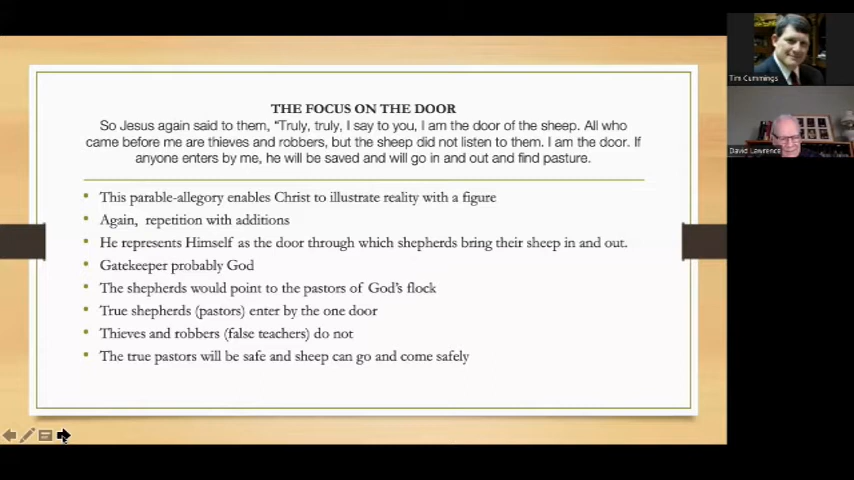 THE FOCUS ON THE DOOR
So Jesus again said to them, “Truly, truly, I say to you, I am the door of the sheep. All who
came before me are thieves and robbers, but the sheep did not listen to them. I am the door. If
anyone enters by me, he will be saved and will go in and out and find pasture.
• This parable-allegory enables Christ to illustrate reality with a figure
• Again, repetition with additions
• He represents Himself as the door through which shepherds bring their sheep in and out.
• Gatekeeper probably God
• The shepherds would point to the pastors of God’s flock
• True shepherds (pastors) enter by the one door
• Thieves and robbers (false teachers) do not
• The true pastors will be safe and sheep can go and come safely
Tim Cummings
David Lawrence